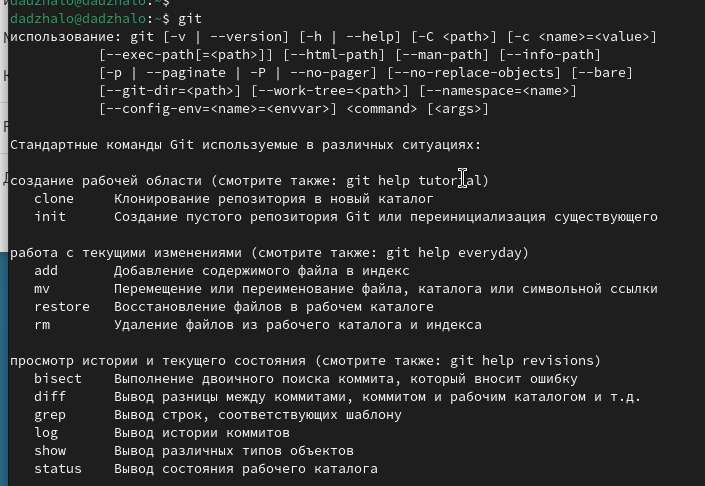 dadzhalo@dadzhalo:~$
dadzhalo@dadzhalo:~$ git
использование: git [-v | --version] [-h | --help] [-C <path>] [-c <name>=<value>]
[--exec-path[=<path>]] [--html-path] [--man-path] [--info-path]
[-p | --paginate | -P | --no-pager] [--no-replace-objects] [--bare]
[--git-dir=<path>] [--work-tree=<path>] [--namespace=<name>]
[--config-env=<name>=<envvar>] <command> [<args>]
Стандартные команды Git используемые в различных ситуациях:
создание рабочей области (смотрите также: git help tutorial)
clone Клонирование репозитория в новый каталог
init Создание пустого репозитория Git или переинициализация существующего
работа с текущими изменениями (смотрите также: git help everyday)
add Добавление содержимого файла в индекс
mv Перемещение или переименование файла, каталога или символьной ссылки
restore Восстановление файлов в рабочем каталоге
rm Удаление файлов из рабочего каталога и индекса
просмотр истории и текущего состояния (смотрите также: git help revisions)
bisect Выполнение двоичного поиска коммита, который вносит ошибку
diff Вывод разницы между коммитами, коммитом и рабочим каталогом и т.д.
grep Вывод строк, соответствующих шаблону
log Вывод истории коммитов
show Вывод различных типов объектов
status Вывод состояния рабочего каталога